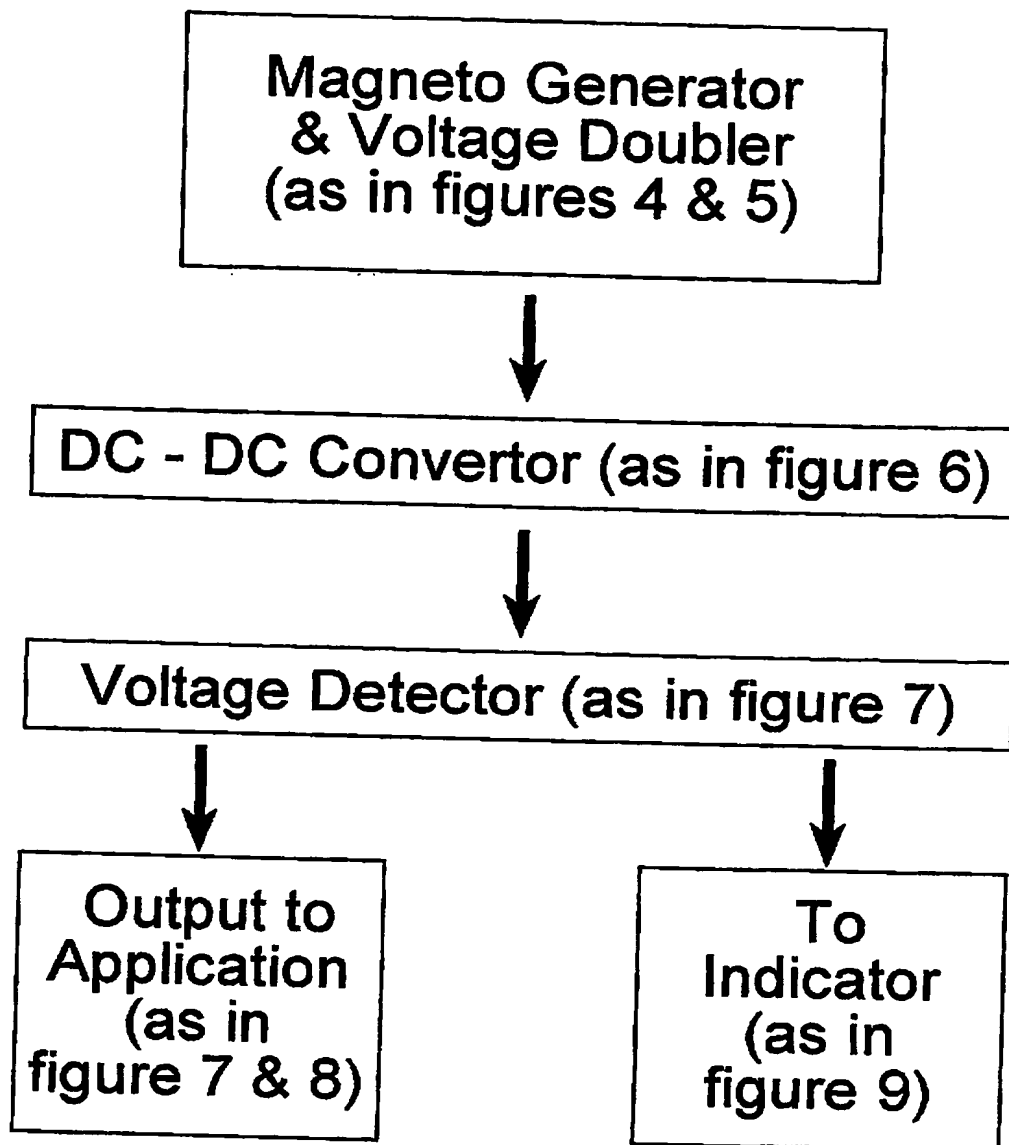 Magneto Generator
& Voltage Doubler
(as in figures 4 & 5)
DC - DC Convertor (as in figure 6)
Voltage Detector (as in figure 7)
Output to
Application
(as in
figure 7 & 8)
To
Indicator
(as in
figure 9)